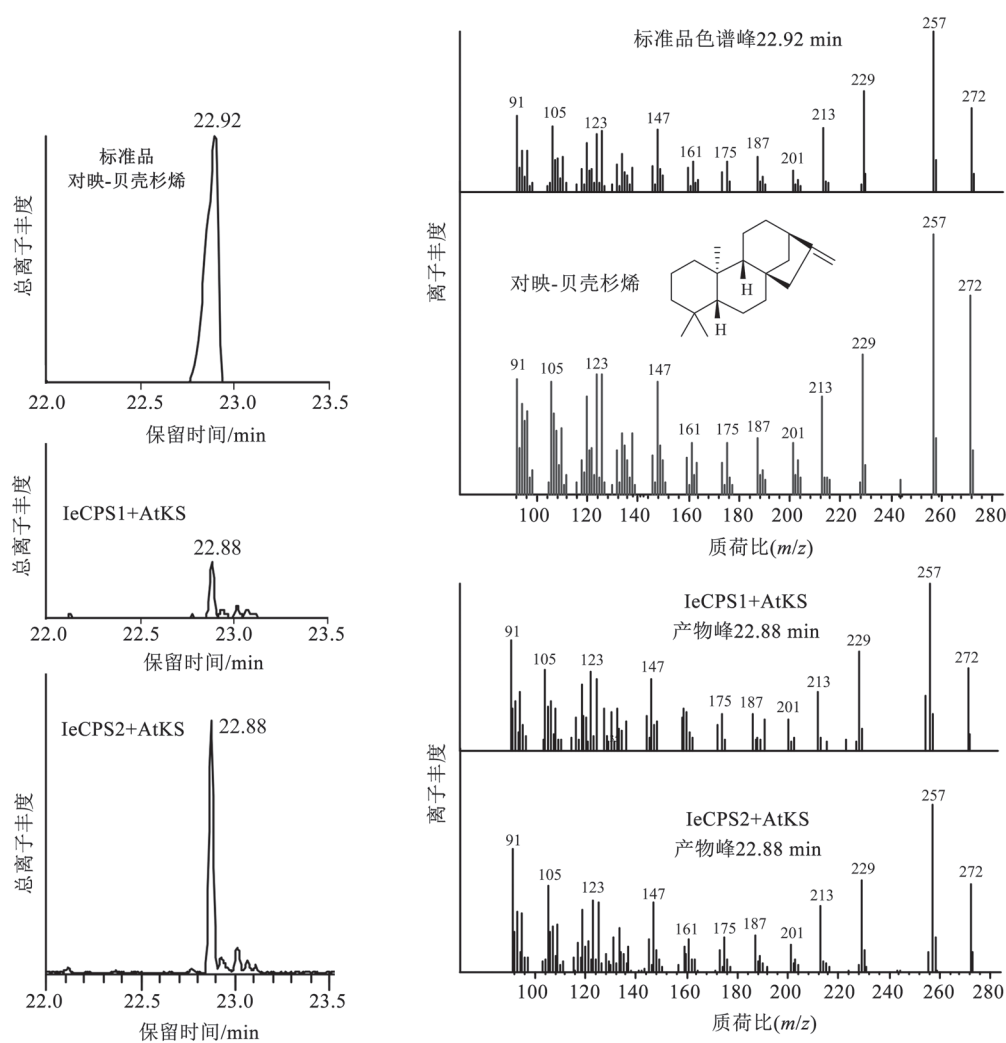 22.92
标准品
对映-贝壳杉烯
总离子丰度
22.0 22.5 23.0 23.5
保留时间/min
IeCPS1+AtKS
22.88
总离子丰度
22.0 22.5 23.0 23.5
保留时间/min
IeCPS2+AtKS
22.88
总离子丰度
22.0 22.5 23.0 23.5
保留时间/min
标准品色谱峰22.92 min
91 105 123 147 161 175 187 201 213 229 257 272
离子丰度
对映-贝壳杉烯
H
H
91 105 123 147 161 175 187 201 213 229 257 272
100 120 140 160 180 200 220 240 260 280
质荷比(m/z)
IeCPS1+AtKS
产物峰22.88 min
91 105 123 147 175 187 201 213 229 257 272
离子丰度
IeCPS2+AtKS
产物峰22.88 min
91 105 123 147 161 175 187 201 213 229 257 272
100 120 140 160 180 200 220 240 260 280
质荷比(m/z)